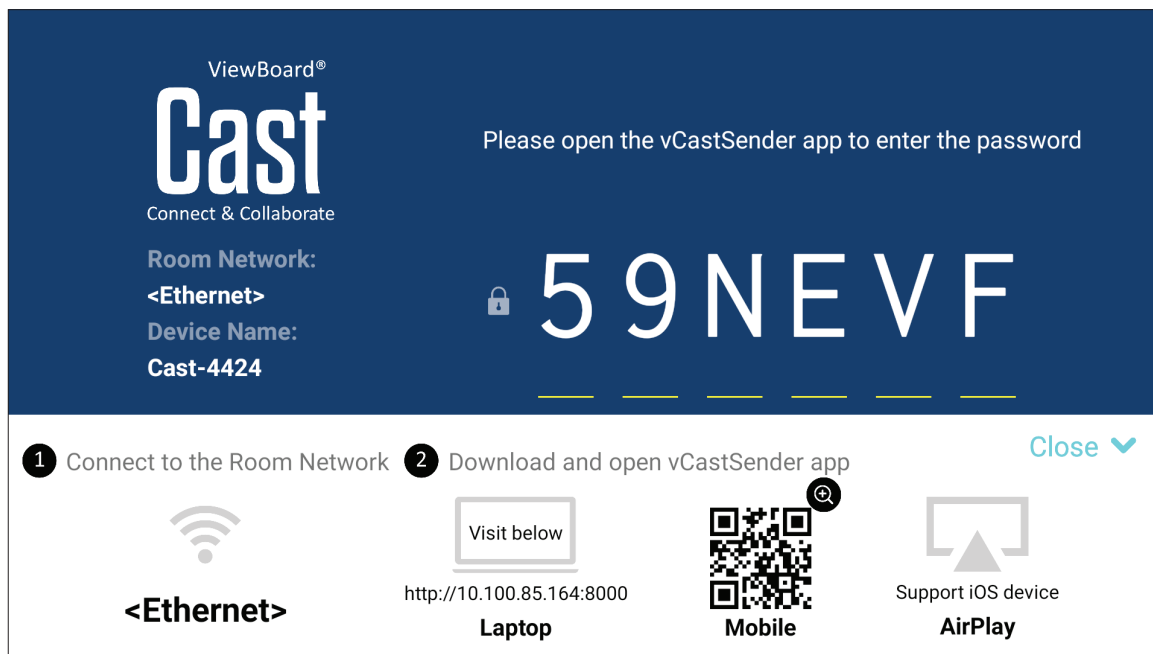 ViewBoard®
Cast
Connect & Collaborate
Please open the vCastSender app to enter the password
Room Network:
<Ethernet>
Device Name:
Cast-4424
59NEVF
1 Connect to the Room Network
2 Download and open vCastSender app
Close
<Ethernet>
Visit below
http://10.100.85.164:8000
Laptop
Mobile
Support iOS device
AirPlay